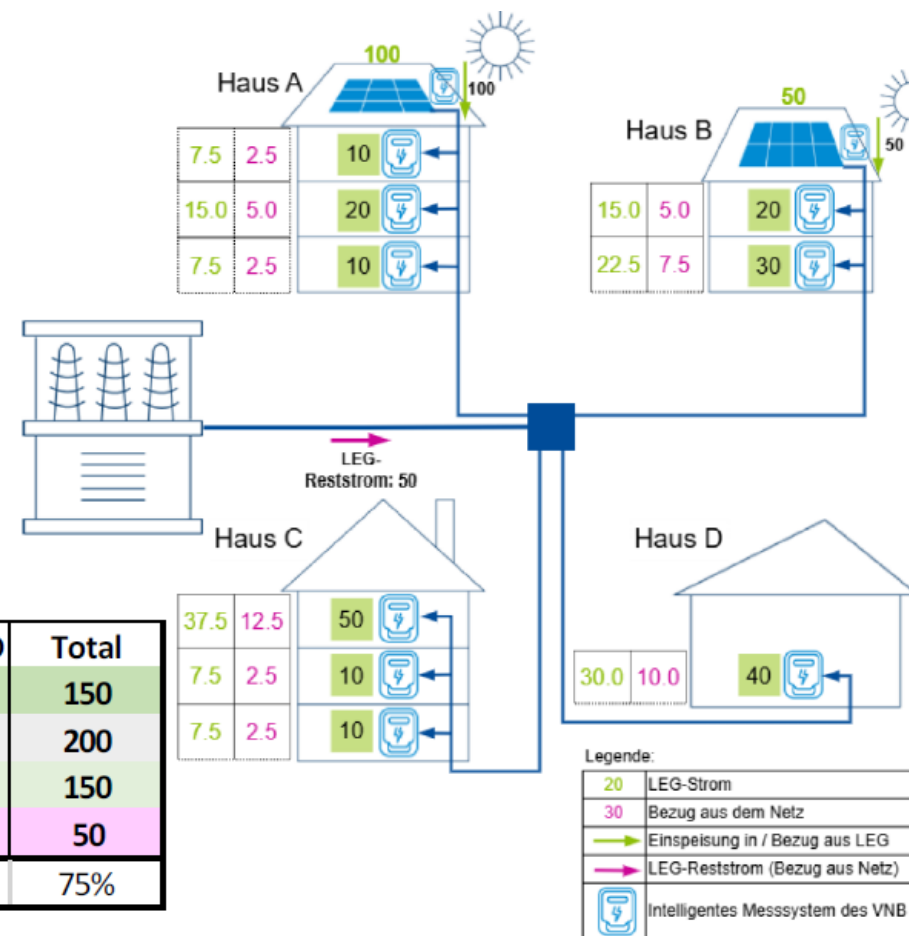 100
Haus A
100
7.5 2.5 10
15.0 5.0 20
7.5 2.5 10
50
Haus B
50
15.0 5.0 20
22.5 7.5 30
LEG-
Reststrom: 50
Haus C
37.5 12.5 50
7.5 2.5 10
7.5 2.5 10
Haus D
30.0 10.0 40
Total
150
200
150
50
75%
Legende:
20 LEG-Strom
30 Bezug aus dem Netz
Einspeisung in / Bezug aus LEG
LEG-Reststrom (Bezug aus Netz)
Intelligentes Messsystem des VNB